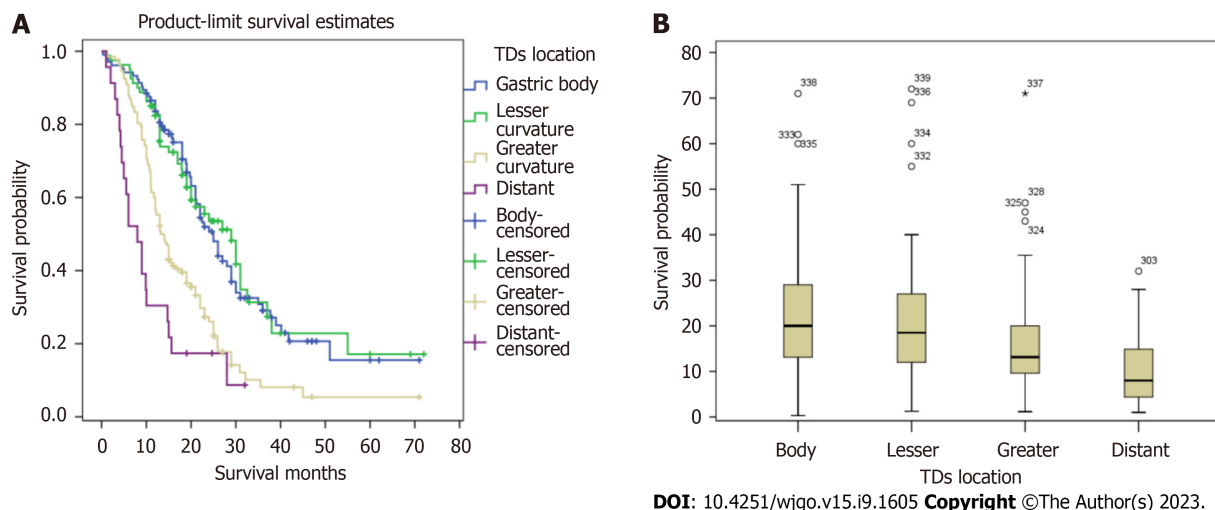 A
Product-limit survival estimates
1.0
0.8
0.6
0.4
0.2
0.0
Survival probability
0 10 20 30 40 50 60 70 80
Survival months
TDs location
Gastric body
Lesser
curvature
Greater
curvature
Distant
Body-
censored
Lesser-
censored
Greater-
censored
Distant-
censored
B
80
70
60
50
40
30
20
10
0
Survival probability
338
333
335
339
336
334
332
337
328
325
324
303
Body Lesser Greater Distant
TDs location
DOI: 10.4251/wjgo.v15.i9.1605 Copyright ©The Author(s) 2023.